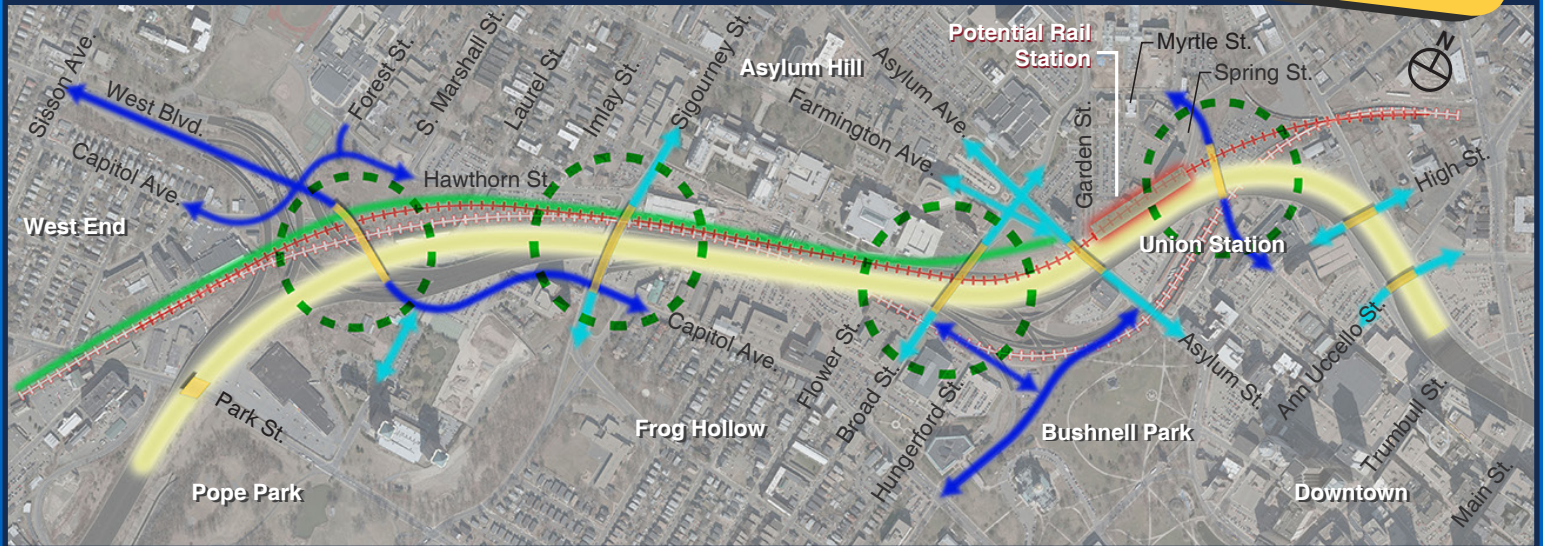 Sisson Ave.
West Blvd.
Capitol Ave.
West End
Forest St.
S. Marshall St.
Laurel St.
Imlay St.
Sigourney St.
Hawthorn St.
Asylum Hill
Farmington Ave.
Asylum Ave.
Potential Rail
Station
Garden St.
Myrtle St.
Spring St.
N
High St.
Union Station
Park St.
Pope Park
Capitol Ave.
Frog Hollow
Flower St.
Broad St.
Hungerford St.
Bushnell Park
Asylum St.
Ann Uccello St.
Trumbull St.
Main St.
Downtown